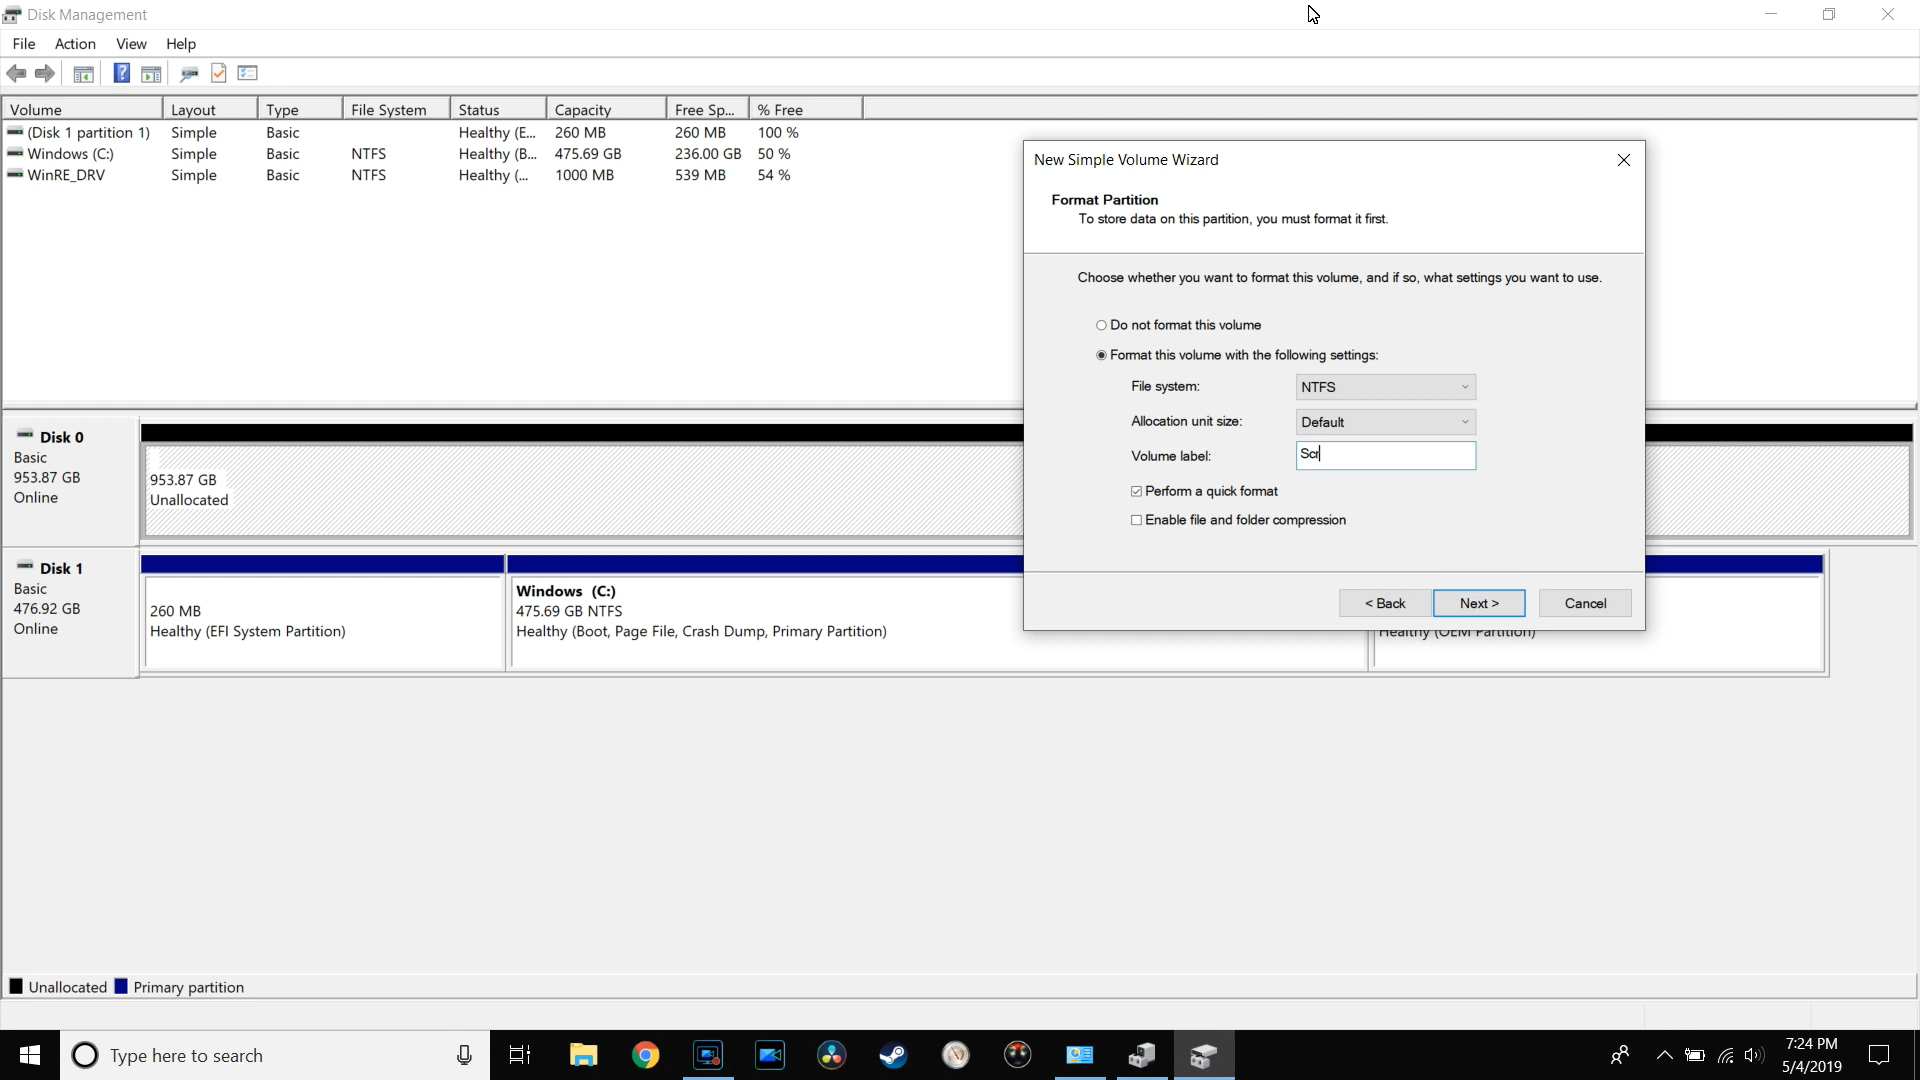 Disk Management
File Action View Help
Volume Layout Type File System Status Capacity Free Sp... % Free
(Disk 1 partition 1) Simple Basic Healthy (E... 260 MB 260 MB 100 %
Windows (C:) Simple Basic NTFS Healthy (B... 475.69 GB 236.00 GB 50 %
WinRE_DRV Simple Basic NTFS Healthy (... 1000 MB 539 MB 54 %
New Simple Volume Wizard
Format Partition
To store data on this partition, you must format it first.
Choose whether you want to format this volume, and if so, what settings you want to use.
Do not format this volume
Format this volume with the following settings:
File system: NTFS
Allocation unit size: Default
Volume label: Scr
Perform a quick format
Enable file and folder compression
< Back Next > Cancel
Disk 0
Basic
953.87 GB
Online
953.87 GB
Unallocated
Disk 1
Basic
476.92 GB
Online
260 MB
Healthy (EFI System Partition)
Windows (C:)
475.69 GB NTFS
Healthy (Boot, Page File, Crash Dump, Primary Partition)
Healthy (OEM Partition)
Unallocated Primary partition
Type here to search
7:24 PM
5/4/2019